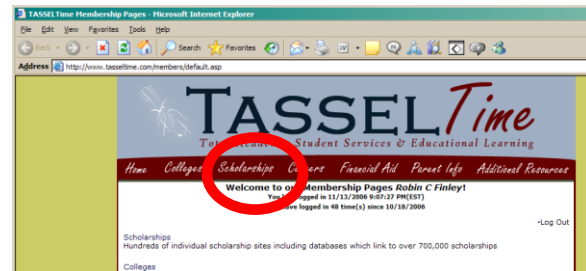 TASSELTime Membership Pages - Microsoft Internet Explorer
File Edit View Favorites Tools Help
Back Search Favorites
Address http://www.tasseltime.com/members/default.asp
TASSELTime
Student Services & Educational Learning
Home Colleges Scholarships Careers Financial Aid Parent Info Additional Resources
Welcome to our Membership Pages Robin C Finley!
logged in 11/13/2006 9:07:27 PM(EST)
have logged in 48 time(s) since 10/18/2006
•Log Out
Scholarships
Hundreds of individual scholarship sites including databases which link to over 700,000 scholarships
Colleges